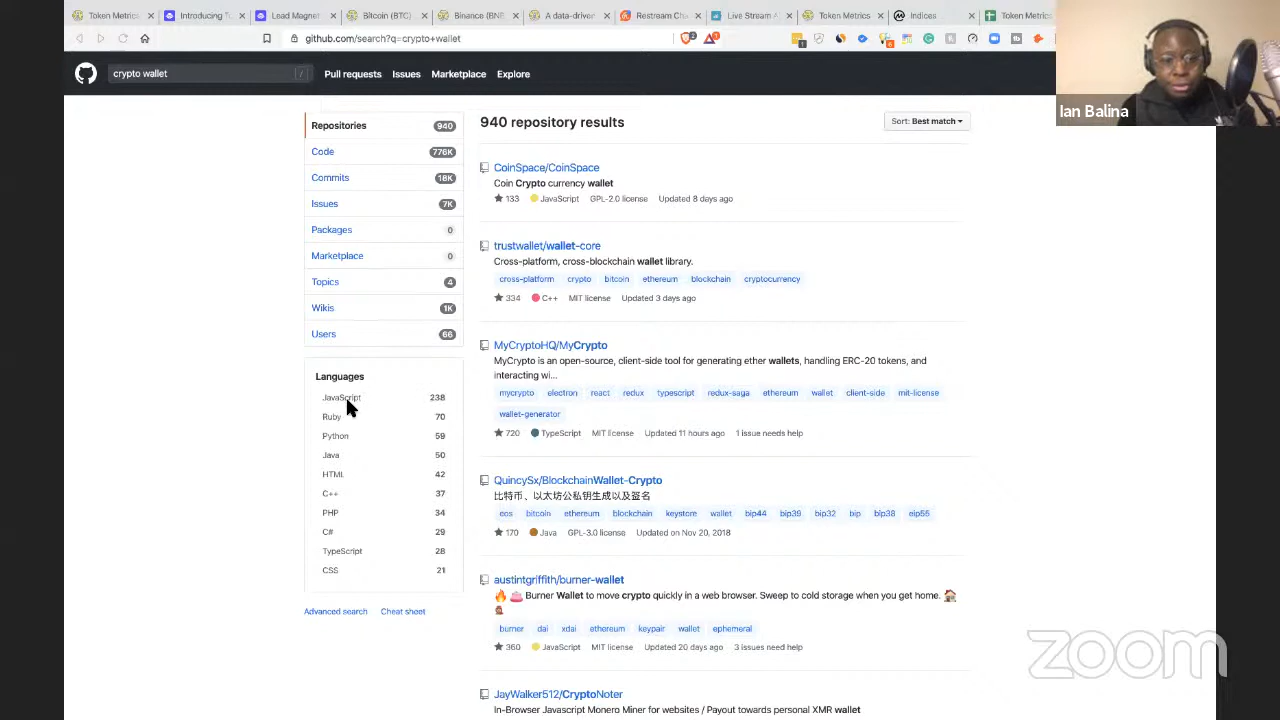 Token Metrics
Introducing T
Lead Magnet
Bitcoin (BTC)
Binance (BNE
A data-driven
Research Cha
Live Stream
Token Metrics
Indices
Token Metrics
github.com/search?q=crypto+wallet
crypto wallet
Pull requests Issues Marketplace Explore
Ian Balina
Repositories 940
Code 776K
Commits 18K
Issues 7K
Packages 0
Marketplace 0
Topics 4
Wikis 1K
Users 66
Languages
JavaScript 238
Ruby 70
Python 59
Java 50
HTML 42
C++ 37
PHP 34
C# 29
TypeScript 28
CSS 21
Advanced search Cheat sheet
940 repository results
Sort: Best match
CoinSpace/CoinSpace
Coin Crypto currency wallet
133 JavaScript GPL-2.0 license Updated 8 days ago
trustwallet/wallet-core
Cross-platform, cross-blockchain wallet library.
cross-platform crypto bitcoin ethereum blockchain cryptocurrency
334 C++ MIT license Updated 3 days ago
MyCryptoHQ/MyCrypto
MyCrypto is an open-source, client-side tool for generating ether wallets, handling ERC-20 tokens, and
interacting wi...
mycrypto electron react redux typescript redux-saga ethereum wallet client-side mit-license
wallet-generator
720 TypeScript MIT license Updated 11 hours ago 1 issue needs help
QuincySx/BlockchainWallet-Crypto
比特币、以太坊公私钥生成以及签名
eos bitcoin ethereum blockchain keystore wallet bip44 bip39 bip32 bip bip38 eip55
170 Java GPL-3.0 license Updated on Nov 20, 2018
austintgriffith/burner-wallet
Burner Wallet to move crypto quickly in a web browser. Sweep to cold storage when you get home.
burner dai xdai ethereum keypair wallet ephemeral
360 JavaScript MIT license Updated 20 days ago 3 issues need help
JayWalker512/CryptoNoter
In-Browser Javascript Monero Miner for websites / Payout towards personal XMR wallet
zoom